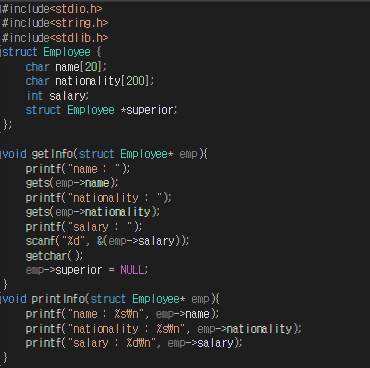 #include<stdio.h>
#include<string.h>
#include<stdlib.h>
struct Employee {
    char name[20];
    char nationality[200];
    int salary;
    struct Employee *superior;
};

void getInfo(struct Employee* emp){
    printf("name : ");
    gets(emp->name);
    printf("nationality : ");
    gets(emp->nationality);
    printf("salary : ");
    scanf("%d", &(emp->salary));
    getchar();
    emp->superior = NULL;
}
void printInfo(struct Employee* emp){
    printf("name : %s₩n", emp->name);
    printf("nationality : %s₩n", emp->nationality);
    printf("salary : %d₩n", emp->salary);
}